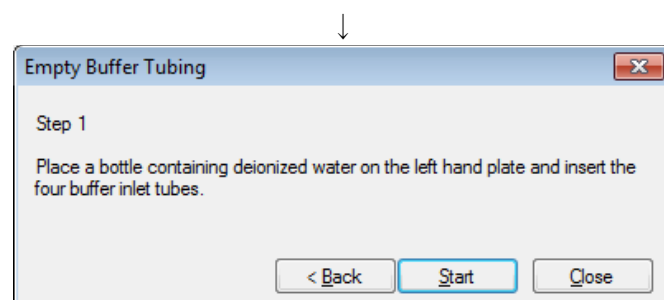 ↓
Empty Buffer Tubing
Step 1
Place a bottle containing deionized water on the left hand plate and insert the
four buffer inlet tubes.
< Back
Start
Close